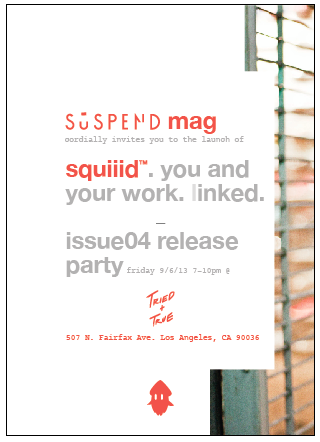 SUSPEND mag
cordially invites you to the launch of
squiiid™. you and
your work. linked.
—
issue04 release
party friday 9/6/13 7-10pm @
TRIED
+
TRUE
507 N. Fairfax Ave. Los Angeles, CA 90036